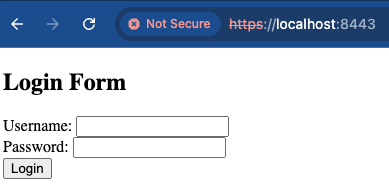 Not Secure https://localhost:8443
Login Form
Username:
Password:
Login